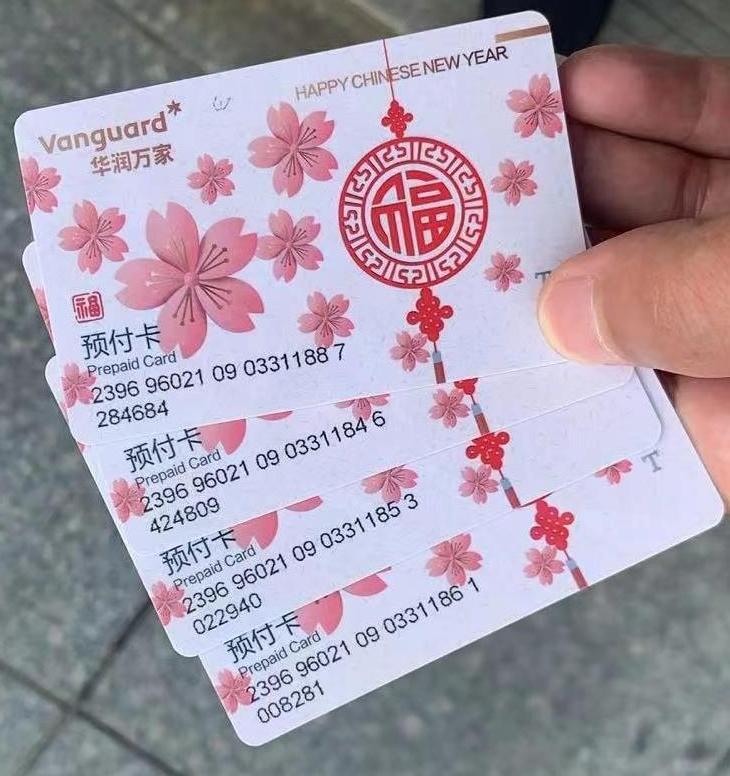 HAPPY CHINESE NEW YEAR
Vanguard
华润万家
福
福
预付卡
Prepaid Card
2396 96021 09 0331188 7
284684
T
预付卡
Prepaid Card
2396 96021 09 0331184 6
424809
预付卡
Prepaid Card
2396 96021 09 0331185 3
022940
T
预付卡
Prepaid Card
2396 96021 09 0331186 1
008281